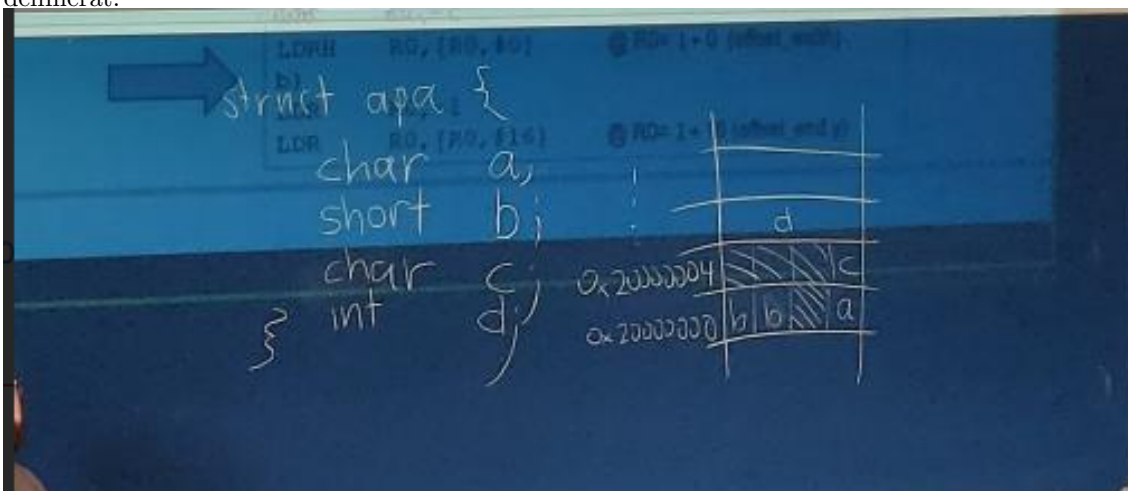 LDRH R0, [R0, #0]
b)
LDR R0, [R0, #16]
struct apa {
char a;
short b;
char c;
int d;
}
d
0x20000004 c
0x20000000 b b a